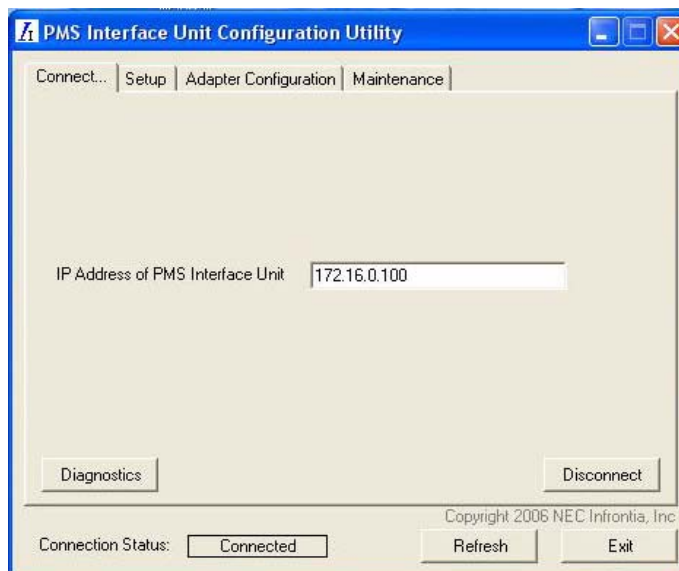 PMS Interface Unit Configuration Utility
Connect... Setup Adapter Configuration Maintenance
IP Address of PMS Interface Unit 172.16.0.100
Diagnostics Disconnect
Copyright 2006 NEC Infrontia, Inc
Connection Status: Connected Refresh Exit